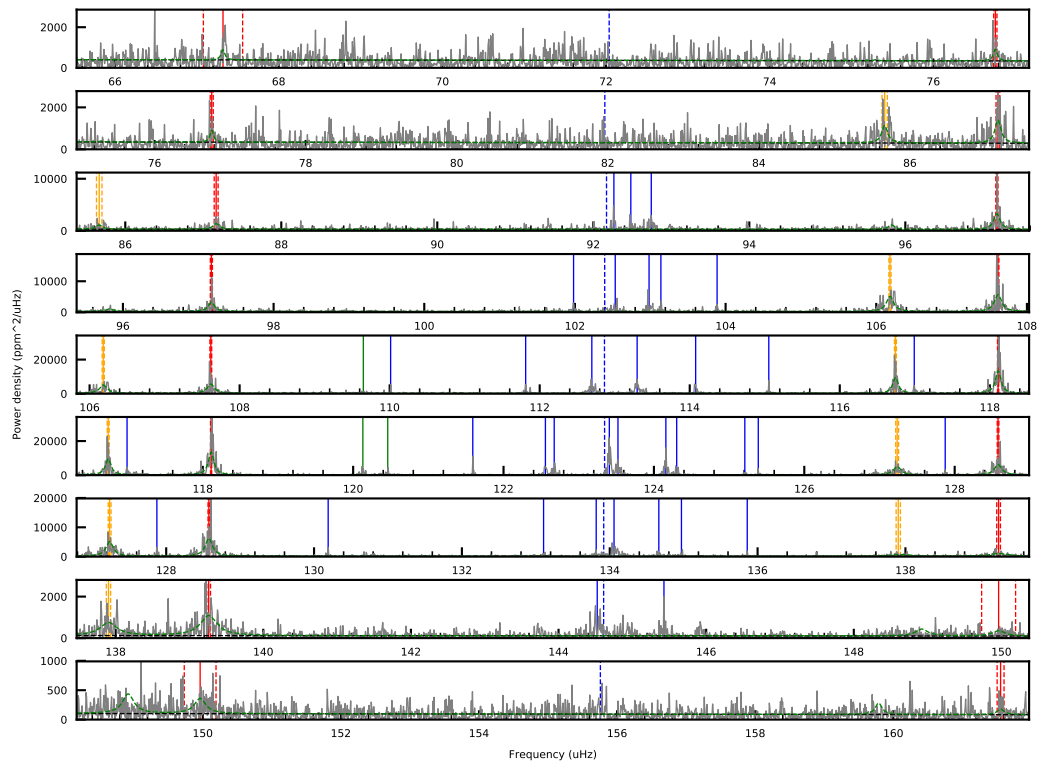 2000
0
66 68 70 72 74 76
2000
0
76 78 80 82 84 86
10000
0
86 88 90 92 94 96
10000
0
96 98 100 102 104 106 108
20000
0
106 108 110 112 114 116 118
20000
0
118 120 122 124 126 128
20000
10000
0
128 130 132 134 136 138
2000
0
138 140 142 144 146 148 150
1000
500
0
150 152 154 156 158 160
Power density (ppm^2/uHz)
Frequency (uHz)